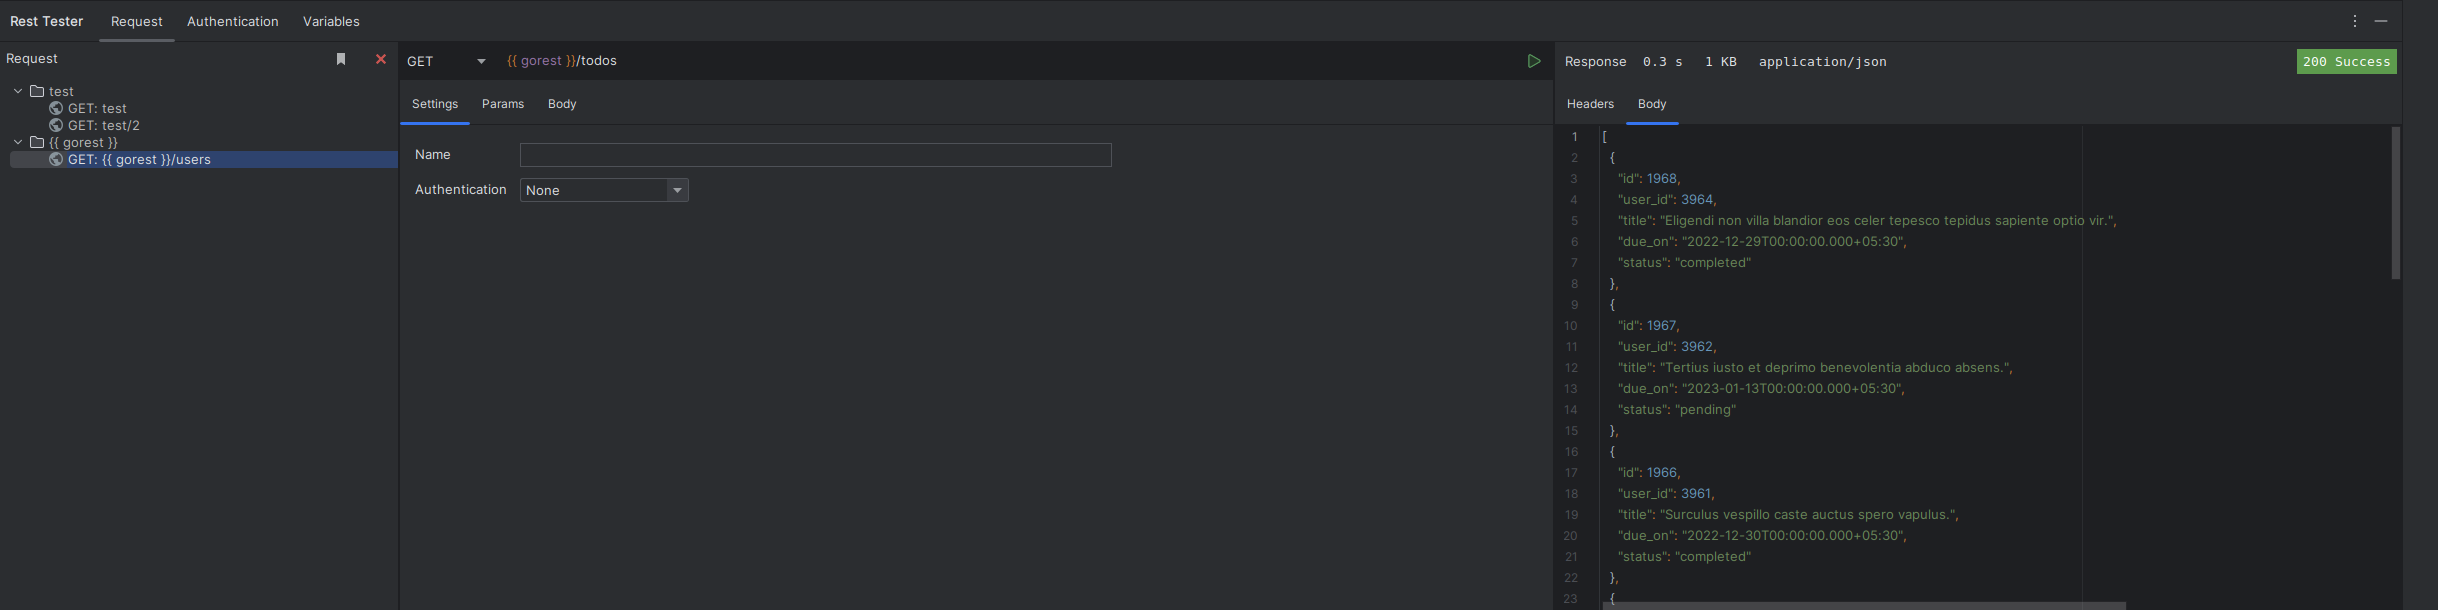 Rest Tester Request Authentication Variables
Request
test
GET: test
GET: test/2
{{ gorest }}
GET: {{ gorest }}/users
GET {{ gorest }}/todos
Settings Params Body
Name
Authentication None
Response 0.3 s 1 KB application/json 200 Success
Headers Body
1 [
2 {
3 "id": 1968,
4 "user_id": 3964,
5 "title": "Eligendi non villa blandior eos celer tepesco tepidus sapiente optio vir.",
6 "due_on": "2022-12-29T00:00:00.000+05:30",
7 "status": "completed"
8 },
9 {
10 "id": 1967,
11 "user_id": 3962,
12 "title": "Tertius iusto et deprimo benevolentia abduco absens.",
13 "due_on": "2023-01-13T00:00:00.000+05:30",
14 "status": "pending"
15 },
16 {
17 "id": 1966,
18 "user_id": 3961,
19 "title": "Surculus vespillo caste auctus spero vapulus.",
20 "due_on": "2022-12-30T00:00:00.000+05:30",
21 "status": "completed"
22 },
23 {